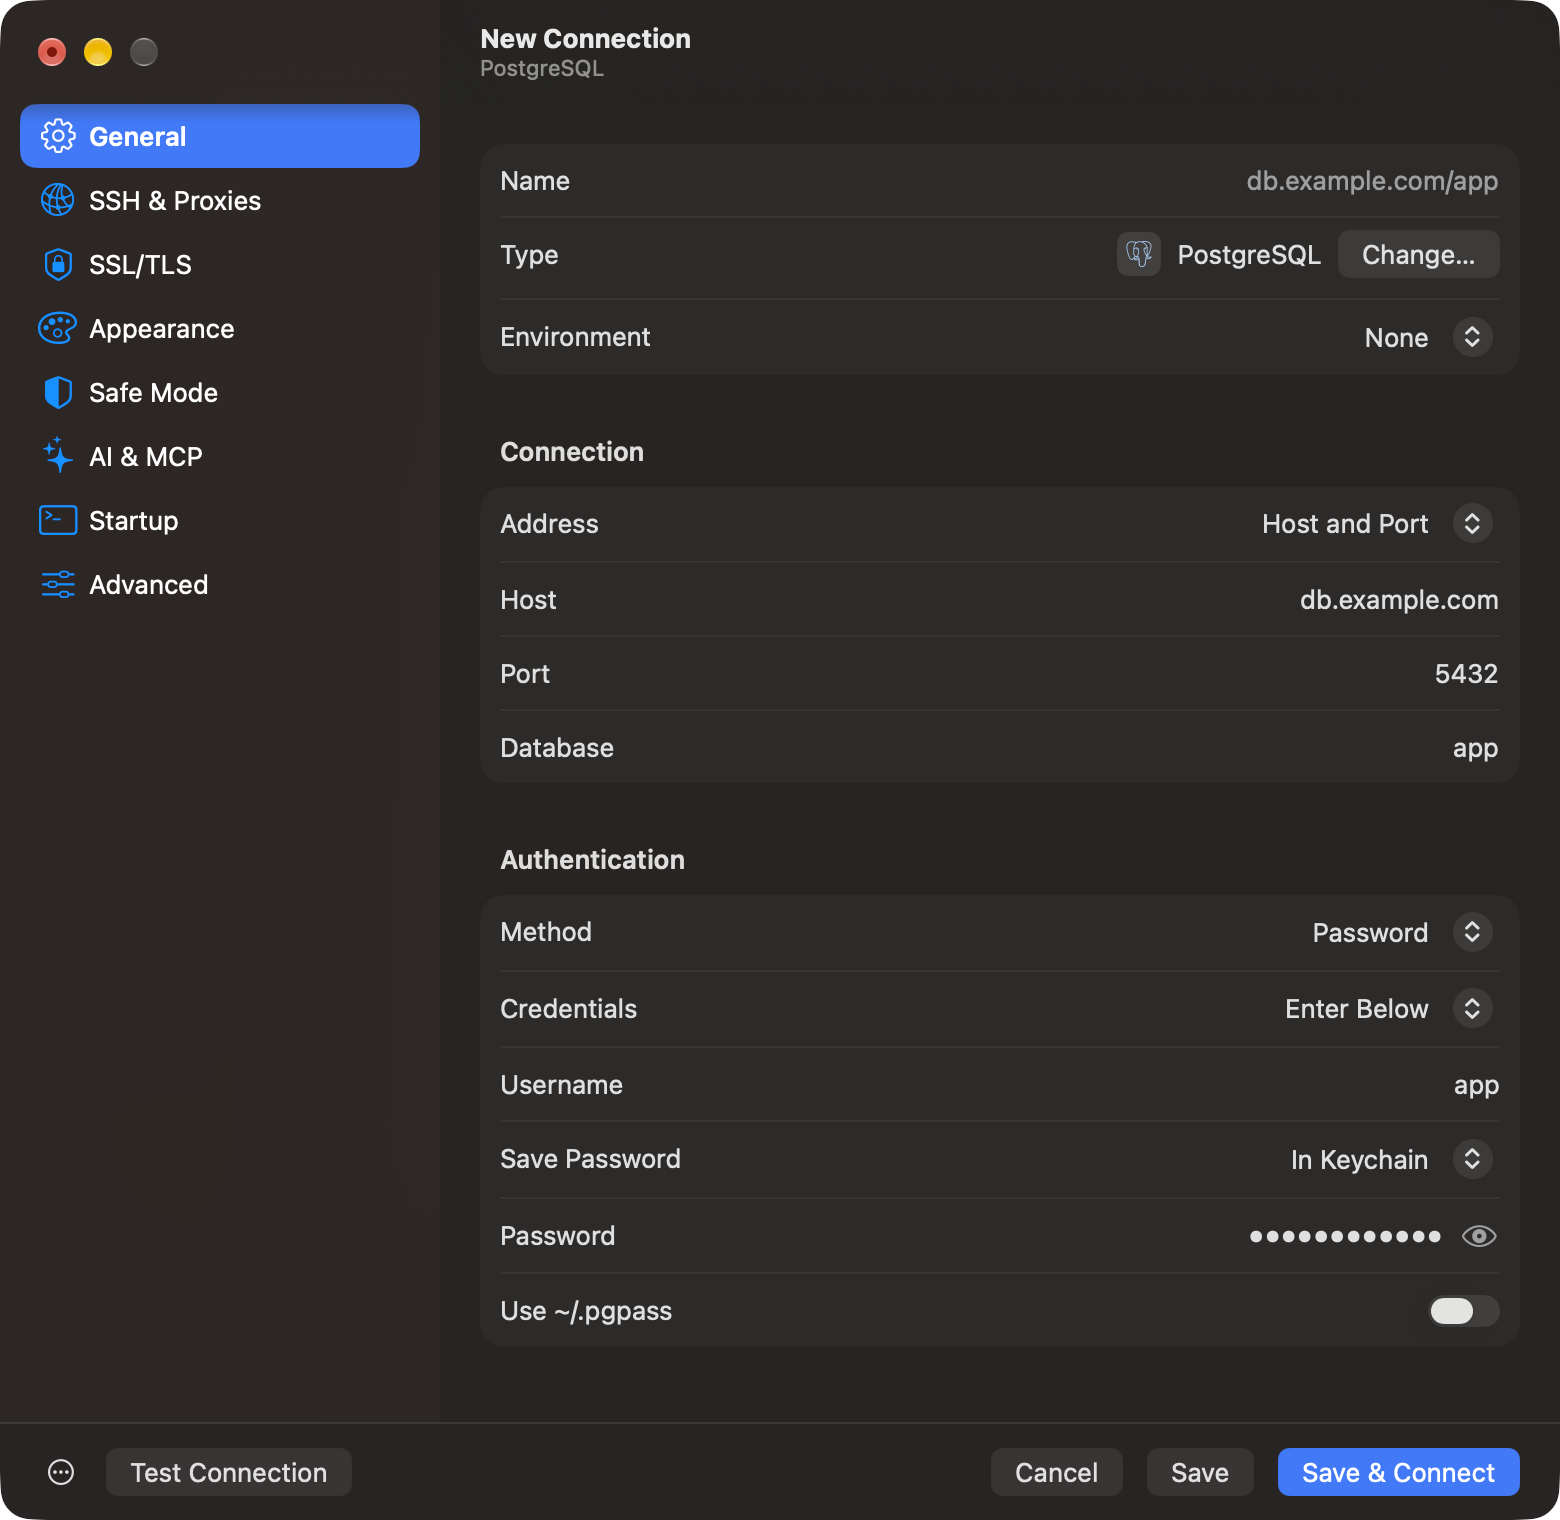 New Connection
PostgreSQL
General
SSH & Proxies
SSL/TLS
Appearance
Safe Mode
AI & MCP
Startup
Advanced
Name db.example.com/app
Type PostgreSQL Change...
Environment None
Connection
Address Host and Port
Host db.example.com
Port 5432
Database app
Authentication
Method Password
Credentials Enter Below
Username app
Save Password In Keychain
Password ••••••••••••
Use ~/.pgpass
Test Connection Cancel Save Save & Connect